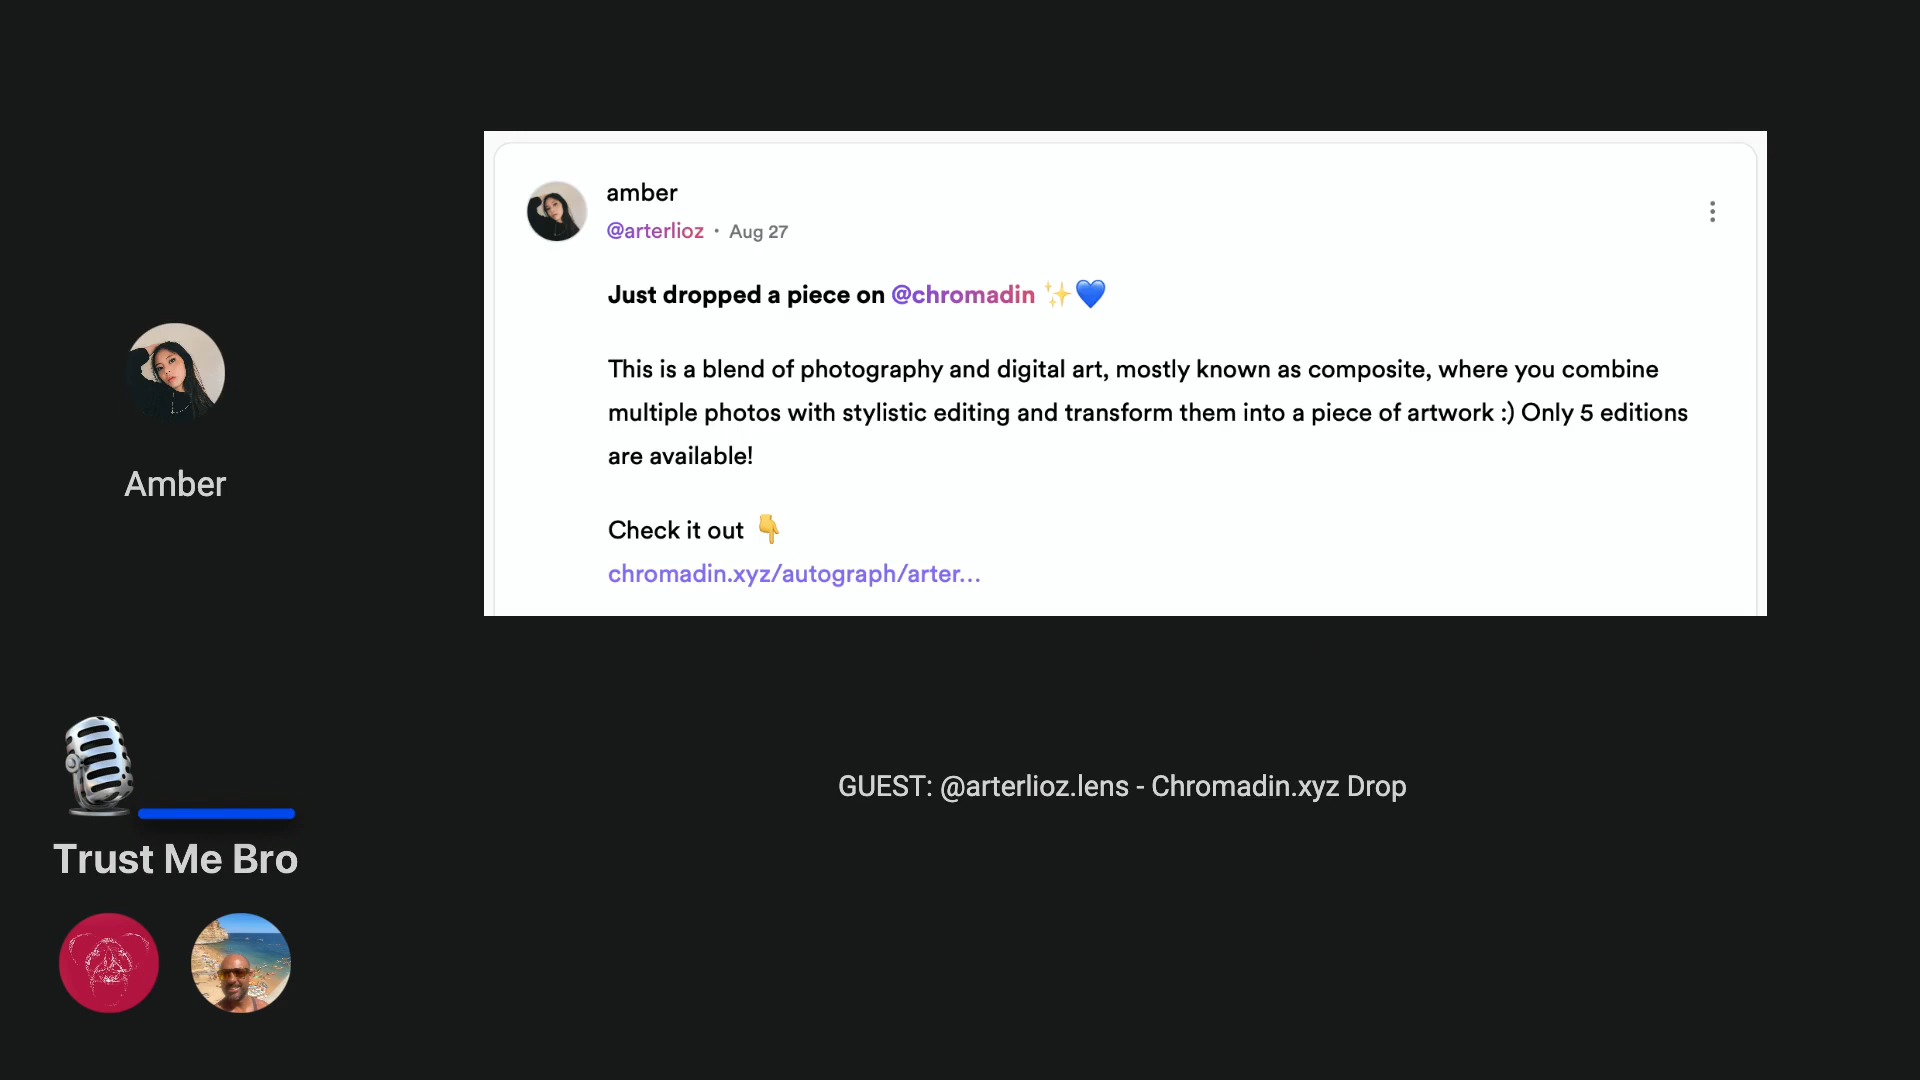 amber
@arterlioz · Aug 27
Just dropped a piece on @chromadin ✨💙
This is a blend of photography and digital art, mostly known as composite, where you combine
multiple photos with stylistic editing and transform them into a piece of artwork :) Only 5 editions
are available!
Check it out 👇
chromadin.xyz/autograph/arter...
Amber
GUEST: @arterlioz.lens - Chromadin.xyz Drop
Trust Me Bro